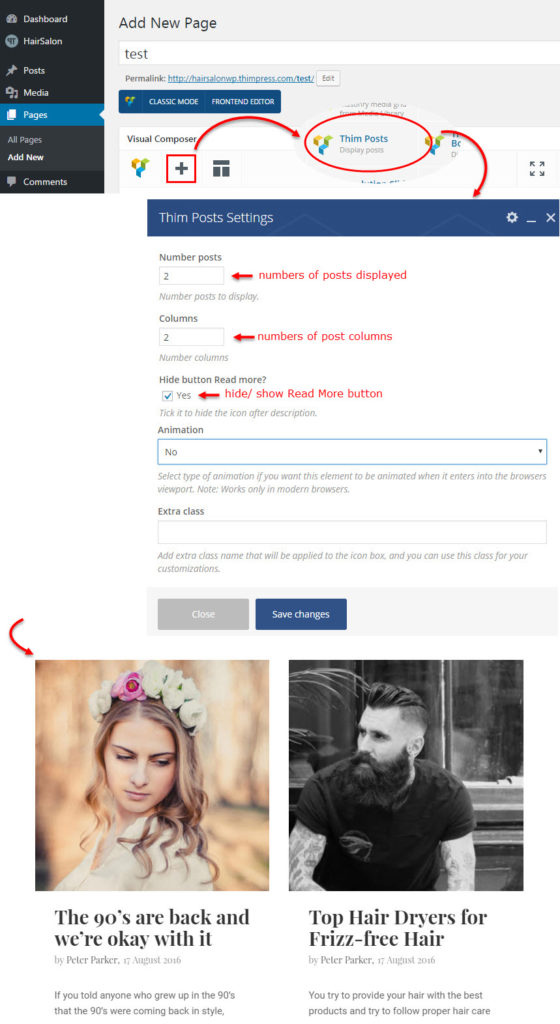 Dashboard
HairSalon
Posts
Media
Pages
All Pages
Add New
Comments
Add New Page
test
Permalink: http://hairsalonwp.thimpress.com/test/ Edit
CLASSIC MODE FRONTEND EDITOR
from Media Library
Visual Composer
Thim Posts
Display posts
Thim Posts Settings
Number posts
2
numbers of posts displayed
Number posts to display.
Columns
2
numbers of post columns
Number columns
Hide button Read more?
Yes
hide/ show Read More button
Tick it to hide the icon after description.
Animation
No
Select type of animation if you want this element to be animated when it enters into the browsers
viewport. Note: Works only in modern browsers.
Extra class
Add extra class name that will be applied to the icon box, and you can use this class for your
customizations.
Close
Save changes
The 90's are back and
we're okay with it
by Peter Parker, 17 August 2016
If you told anyone who grew up in the 90's
that the 90's were coming back in style,
Top Hair Dryers for
Frizz-free Hair
by Peter Parker, 17 August 2016
You try to provide your hair with the best
products and try to follow proper hair care